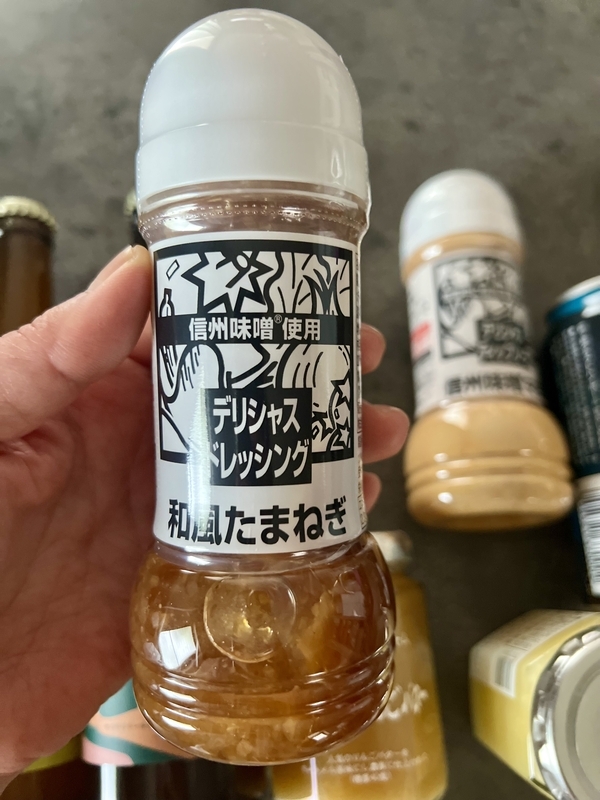 信州味噌®使用
デリシャス
ドレッシング
和風たまねぎ
信州味噌